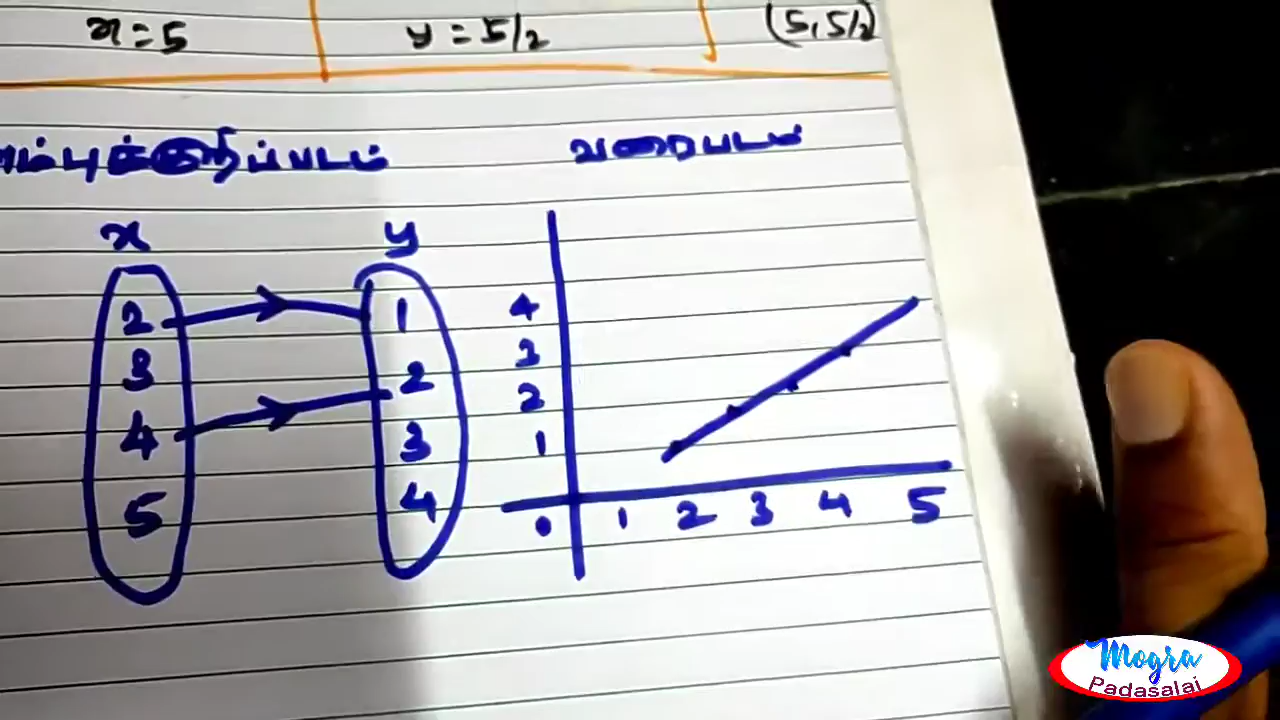 x = 5 y = 5/2 (5, 5/2)
ம்புக்குறிப்படம் வரைபடம்
x y
2 1
3 2
4 3
5 4
4
3
2
1
0 1 2 3 4 5
Mogra
Padasalai